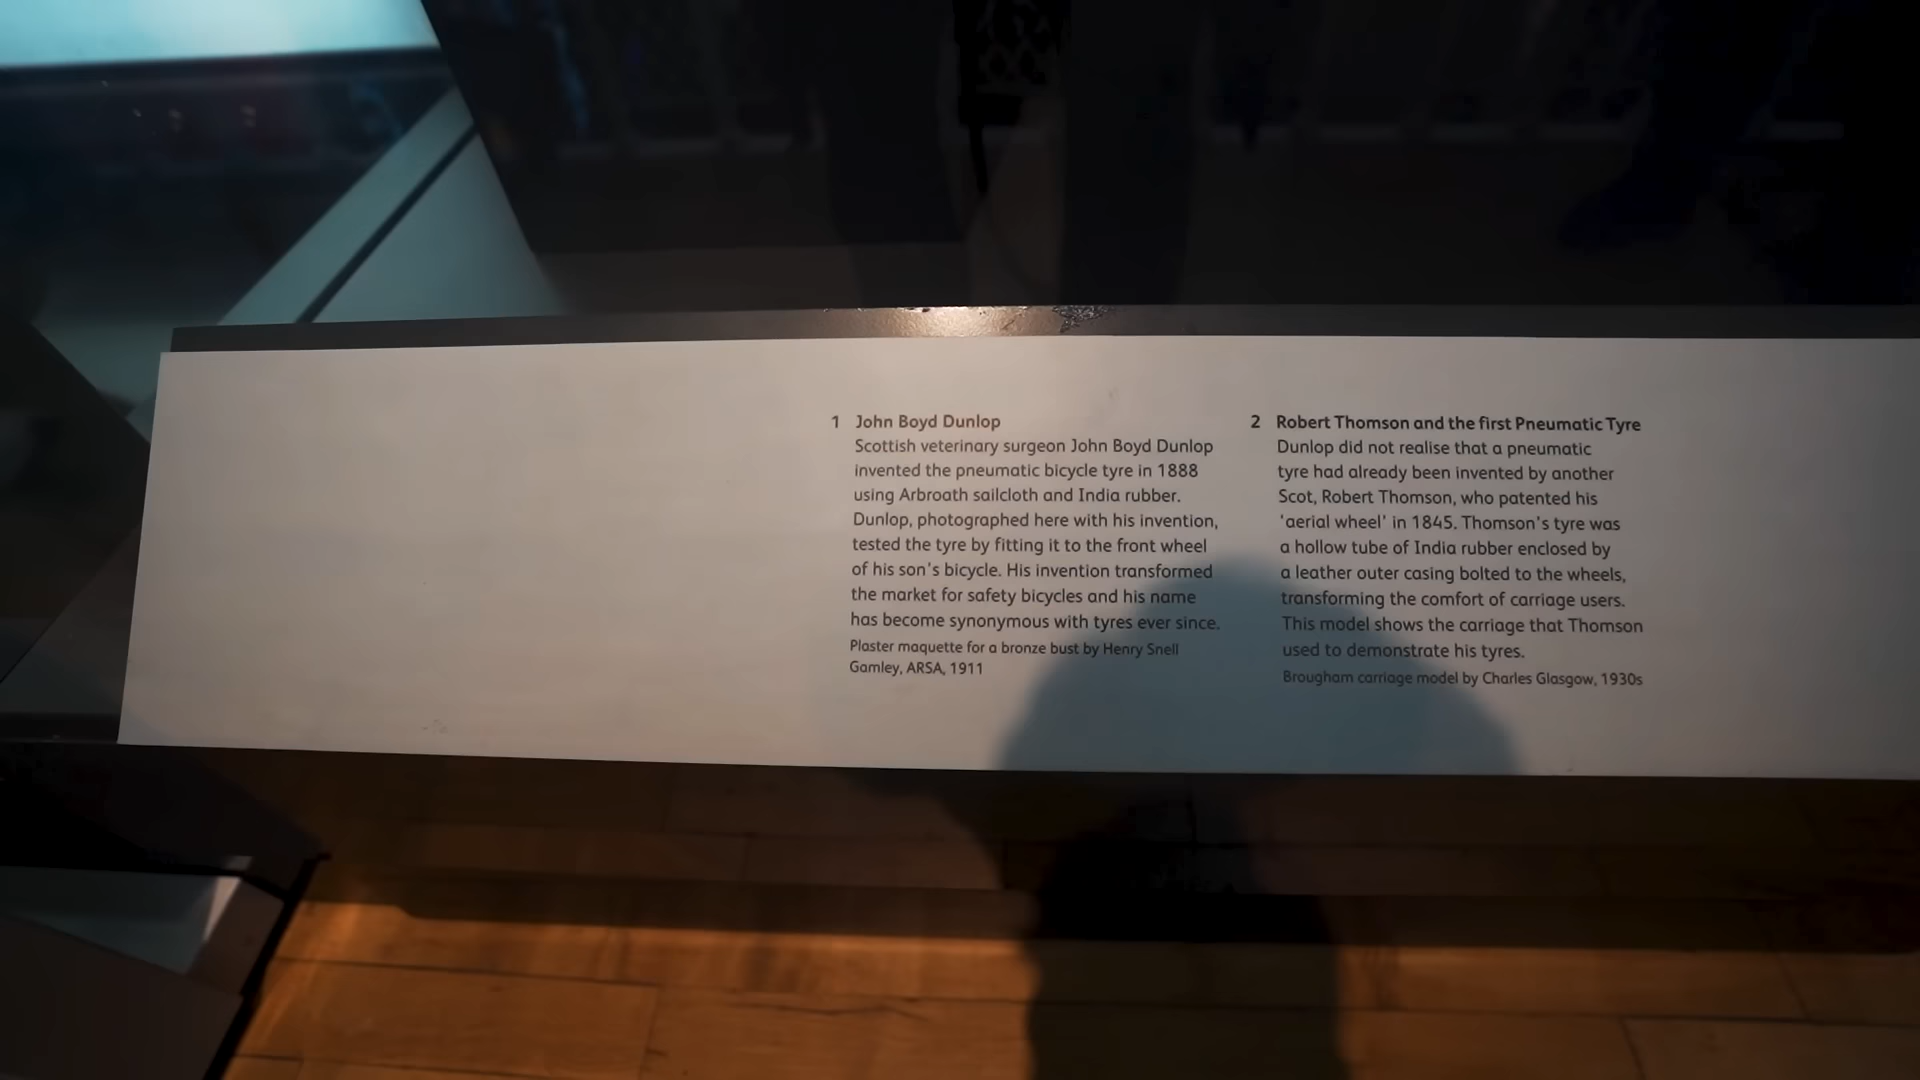 1 John Boyd Dunlop
Scottish veterinary surgeon John Boyd Dunlop
invented the pneumatic bicycle tyre in 1888
using Arbroath sailcloth and India rubber.
Dunlop, photographed here with his invention,
tested the tyre by fitting it to the front wheel
of his son's bicycle. His invention transformed
the market for safety bicycles and his name
has become synonymous with tyres ever since.
Plaster maquette for a bronze bust by Henry Snell
Gamley, ARSA, 1911
2 Robert Thomson and the first Pneumatic Tyre
Dunlop did not realise that a pneumatic
tyre had already been invented by another
Scot, Robert Thomson, who patented his
'aerial wheel' in 1845. Thomson's tyre was
a hollow tube of India rubber enclosed by
a leather outer casing bolted to the wheels,
transforming the comfort of carriage users.
This model shows the carriage that Thomson
used to demonstrate his tyres.
Brougham carriage model by Charles Glasgow, 1930s